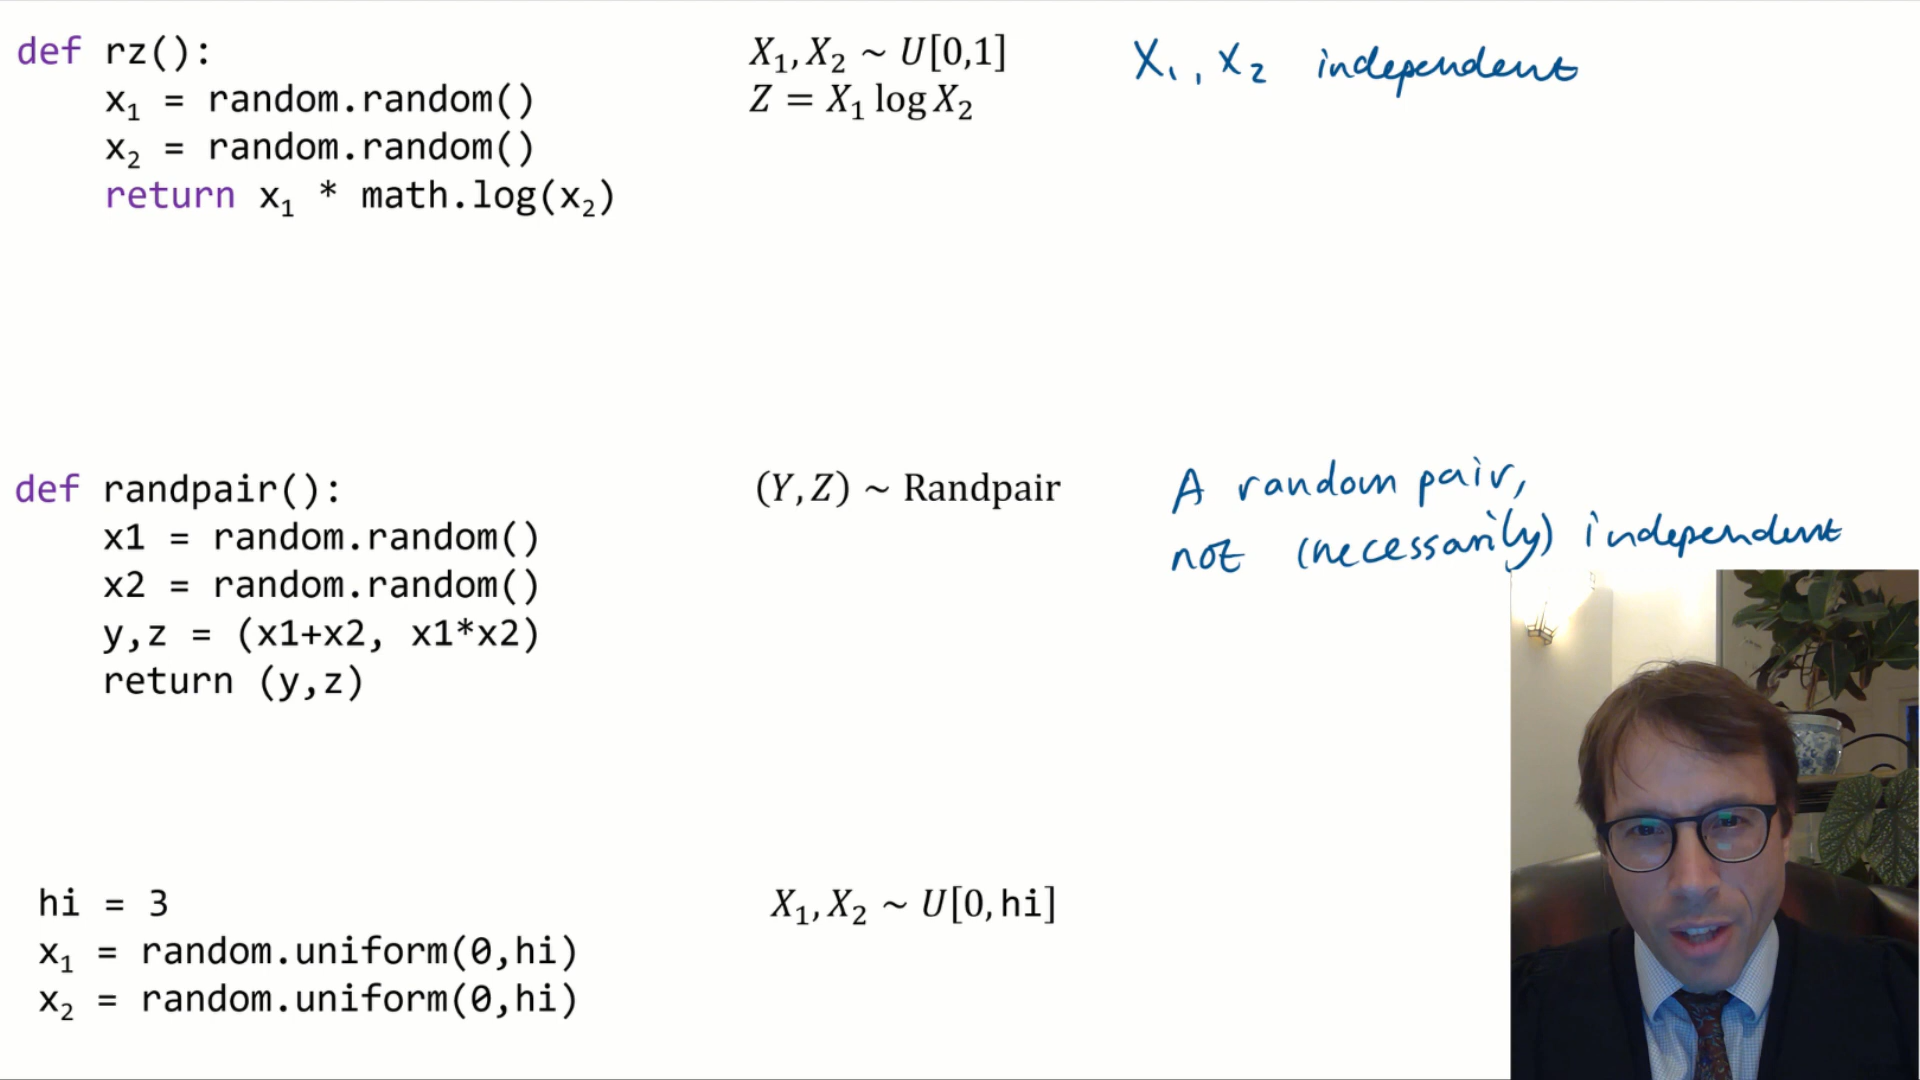 def rz():
x₁ = random.random()
x₂ = random.random()
return x₁ * math.log(x₂)
X₁, X₂ ~ U[0,1]
Z = X₁ log X₂
X₁, X₂ independent
def randpair():
x1 = random.random()
x2 = random.random()
y,z = (x1+x2, x1*x2)
return (y,z)
(Y, Z) ~ Randpair
A random pair,
not (necessarily) independent
hi = 3
x₁ = random.uniform(0,hi)
x₂ = random.uniform(0,hi)
X₁, X₂ ~ U[0, hi]